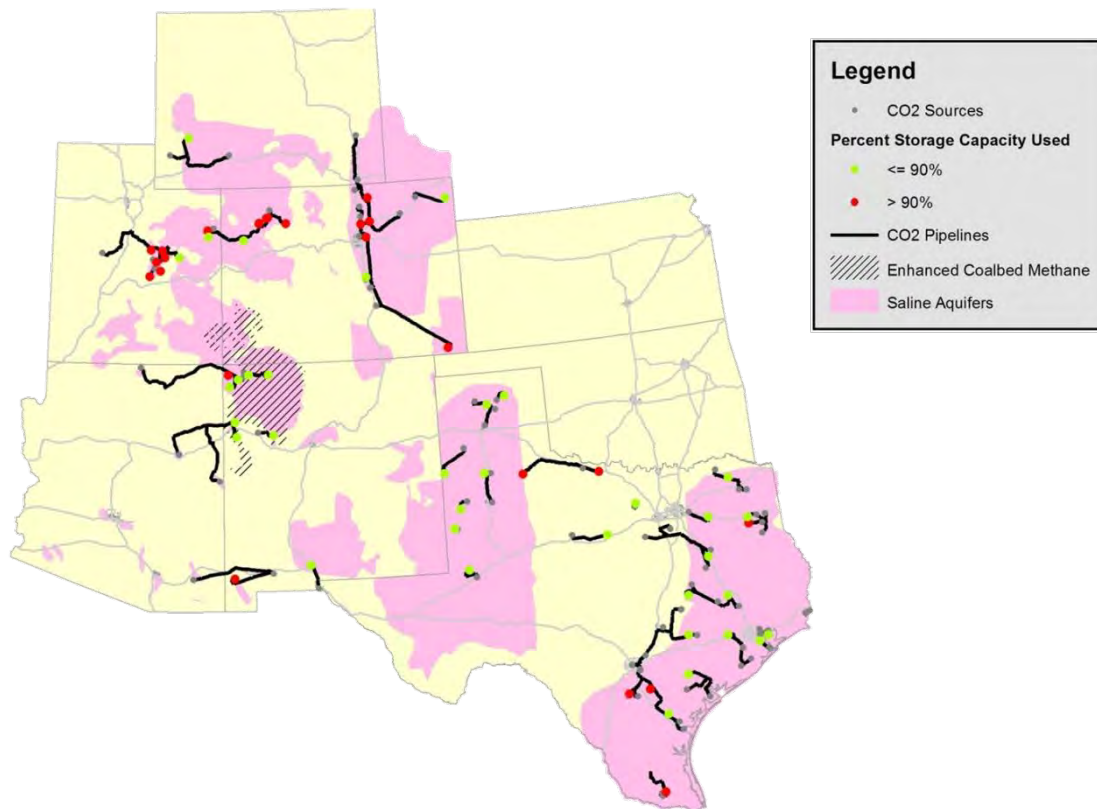 Legend
CO2 Sources
Percent Storage Capacity Used
<= 90%
> 90%
CO2 Pipelines
Enhanced Coalbed Methane
Saline Aquifers